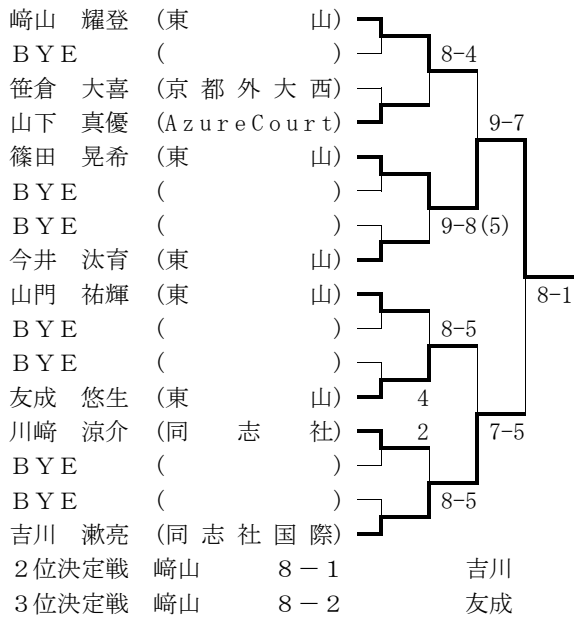 﨑山　耀登　(東　　　　　山)
ＢＹＥ　　　(　　　　　　　)　8-4
笹倉　大喜　(京都外大西)
山下　真優　(AzureCourt)　9-7
篠田　晃希　(東　　　　　山)
ＢＹＥ　　　(　　　　　　　)
ＢＹＥ　　　(　　　　　　　)　9-8(5)
今井　汰育　(東　　　　　山)
山門　祐輝　(東　　　　　山)　8-1
ＢＹＥ　　　(　　　　　　　)　8-5
ＢＹＥ　　　(　　　　　　　)
友成　悠生　(東　　　　　山)　4
川﨑　涼介　(同　志　社)　2　7-5
ＢＹＥ　　　(　　　　　　　)
ＢＹＥ　　　(　　　　　　　)　8-5
吉川　漱亮　(同志社国際)
２位決定戦　﨑山　８－１　吉川
３位決定戦　﨑山　８－２　友成